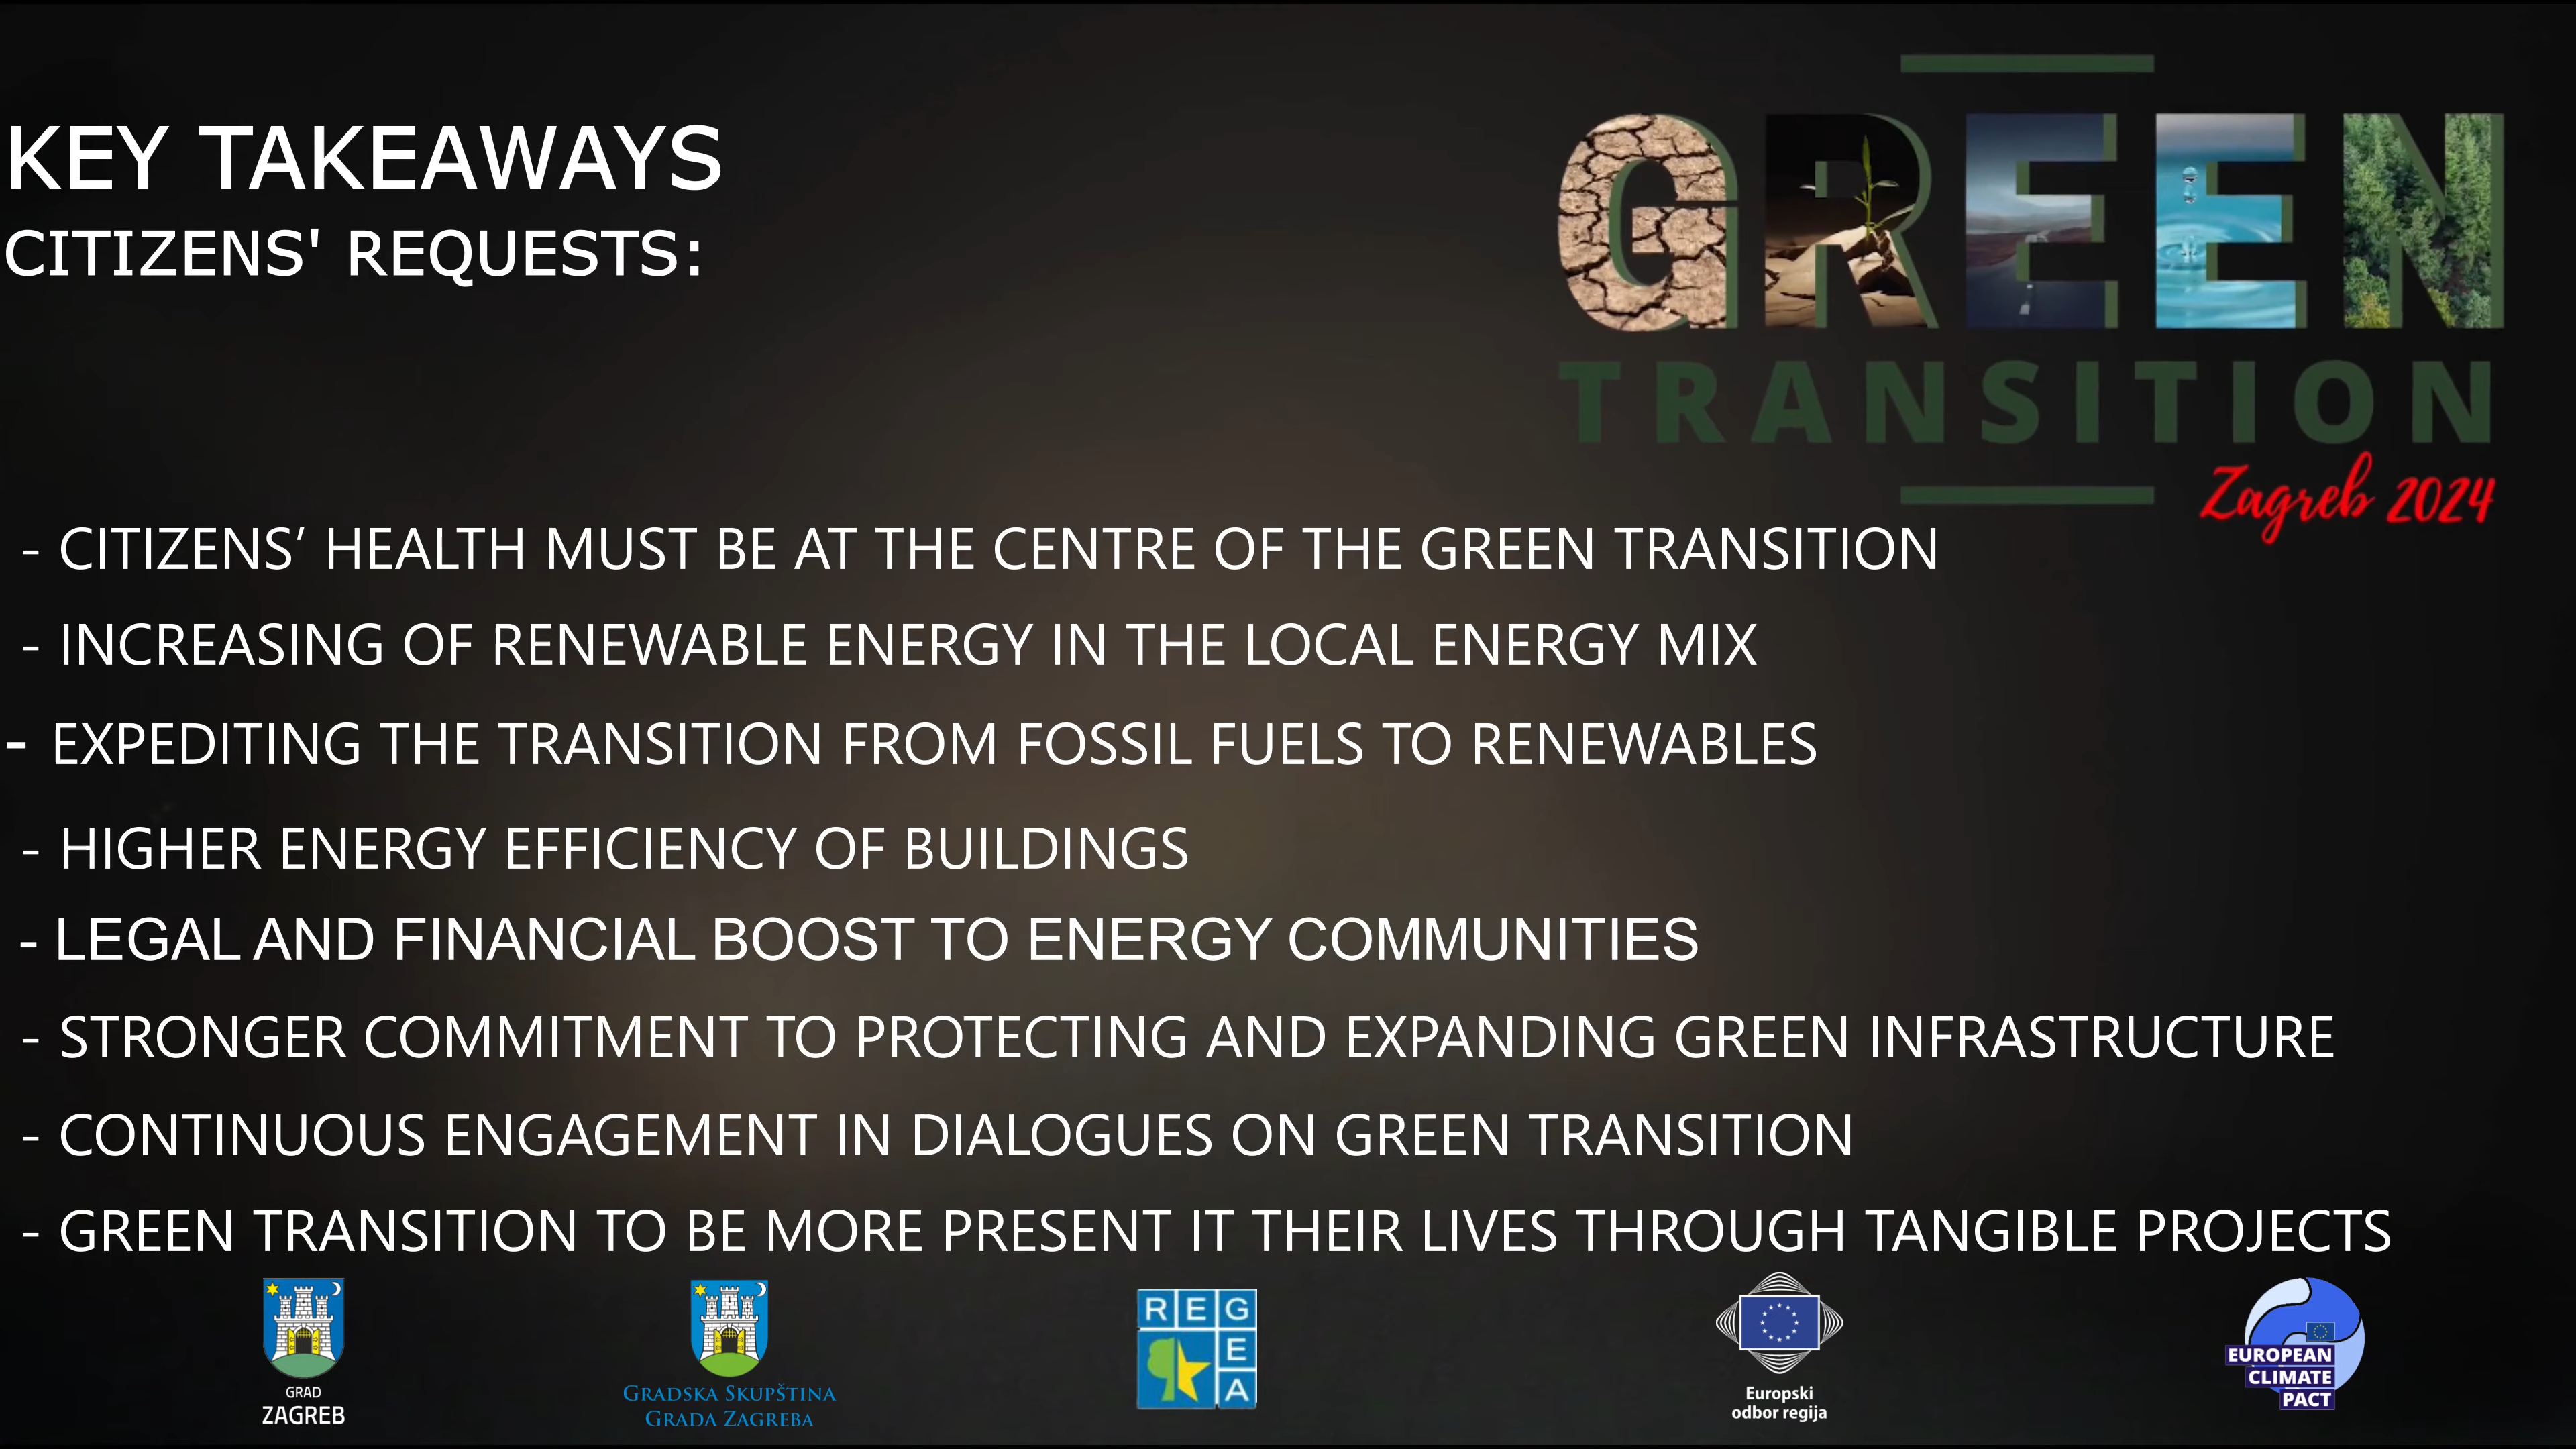 KEY TAKEAWAYS
CITIZENS' REQUESTS:
GREEN
TRANSITION
Zagreb 2024
- CITIZENS’ HEALTH MUST BE AT THE CENTRE OF THE GREEN TRANSITION
- INCREASING OF RENEWABLE ENERGY IN THE LOCAL ENERGY MIX
- EXPEDITING THE TRANSITION FROM FOSSIL FUELS TO RENEWABLES
- HIGHER ENERGY EFFICIENCY OF BUILDINGS
- LEGAL AND FINANCIAL BOOST TO ENERGY COMMUNITIES
- STRONGER COMMITMENT TO PROTECTING AND EXPANDING GREEN INFRASTRUCTURE
- CONTINUOUS ENGAGEMENT IN DIALOGUES ON GREEN TRANSITION
- GREEN TRANSITION TO BE MORE PRESENT IT THEIR LIVES THROUGH TANGIBLE PROJECTS
GRAD
ZAGREB
GRADSKA SKUPŠTINA
GRADA ZAGREBA
REGEA
Europski
odbor regija
EUROPEAN
CLIMATE
PACT